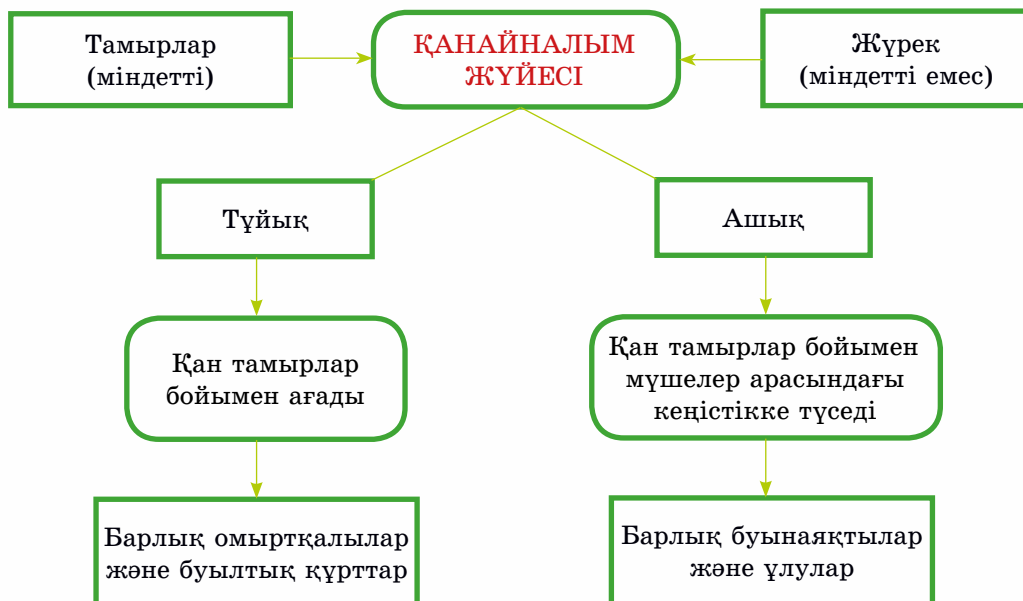 Тамырлар
(міндетті)
ҚАНАЙНАЛЫМ
ЖҮЙЕСІ
Жүрек
(міндетті емес)
Тұйық
Ашық
Қан тамырлар
бойымен ағады
Қан тамырлар бойымен
мүшелер арасындағы
кеңістікке түседі
Барлық омыртқалылар
және буылтық құрттар
Барлық буынаяқтылар
және ұлулар